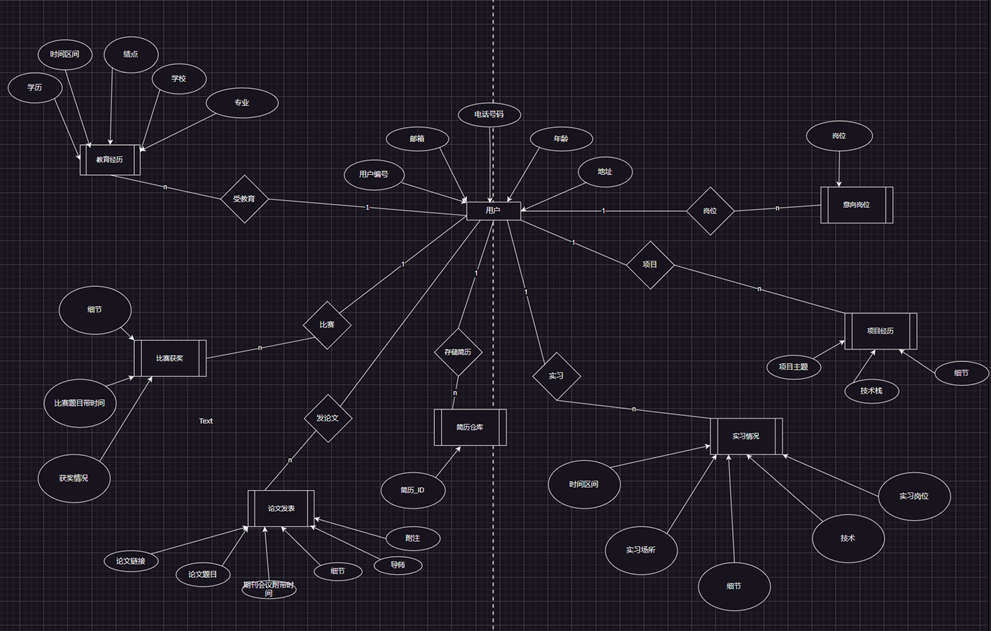 时间区间
绩点
学历
学校
专业
教育经历
n
受教育
1
用户编号
邮箱
电话号码
年龄
地址
用户
1
岗位
n
岗位
意向岗位
1
项目
n
项目经历
项目主题
技术栈
细节
1
比赛
n
比赛获奖
细节
比赛题目带时间
获奖情况
Text
发论文
n
论文发表
论文链接
论文题目
期刊会议附带时
间
细节
导师
附注
1
存储简历
n
简历仓库
简历_ID
1
实习
n
实习情况
时间区间
实习场所
细节
技术
实习岗位